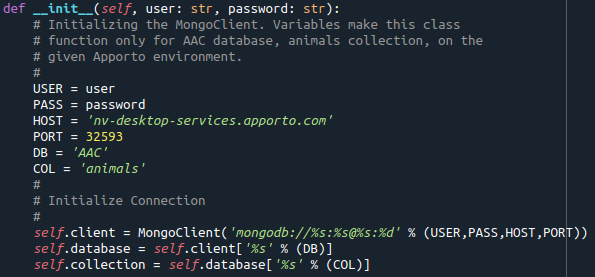 def __init__(self, user: str, password: str):
# Initializing the MongoClient. Variables make this class
# function only for AAC database, animals collection, on the
# given Apporto environment.
#
USER = user
PASS = password
HOST = 'nv-desktop-services.apporto.com'
PORT = 32593
DB = 'AAC'
COL = 'animals'
#
# Initialize Connection
#
self.client = MongoClient('mongodb://%s:%s@%s:%d' % (USER,PASS,HOST,PORT))
self.database = self.client['%s' % (DB)]
self.collection = self.database['%s' % (COL)]